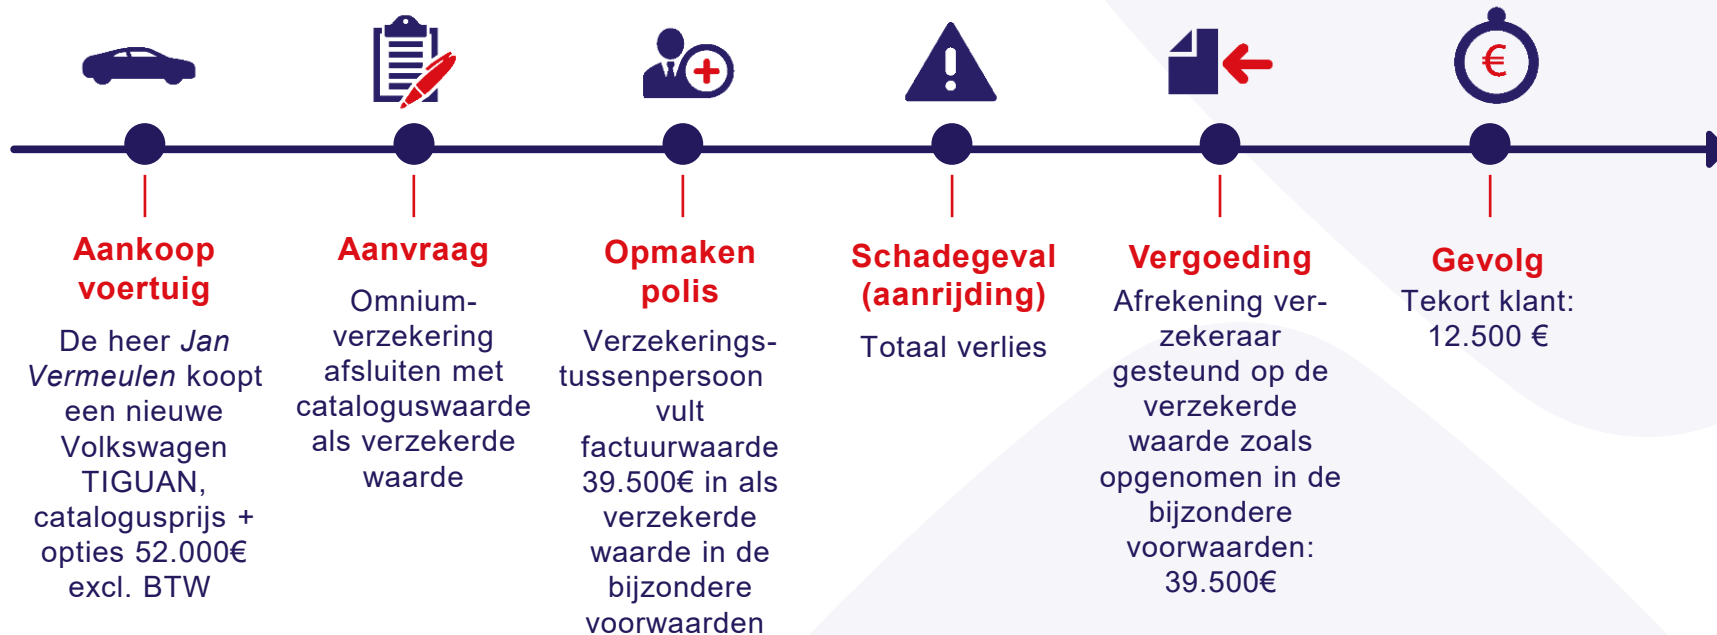 €
Aankoop
voertuig
De heer Jan
Vermeulen koopt
een nieuwe
Volkswagen
TIGUAN,
catalogusprijs +
opties 52.000€
excl. BTW
Aanvraag
Omnium-
verzekering
afsluiten met
cataloguswaarde
als verzekerde
waarde
Opmaken
polis
Verzekerings-
tussenpersoon
vult
factuurwaarde
39.500€ in als
verzekerde
waarde in de
bijzondere
voorwaarden
Schadegeval
(aanrijding)
Totaal verlies
Vergoeding
Afrekening ver-
zekeraar
gesteund op de
verzekerde
waarde zoals
opgenomen in de
bijzondere
voorwaarden:
39.500€
Gevolg
Tekort klant:
12.500 €